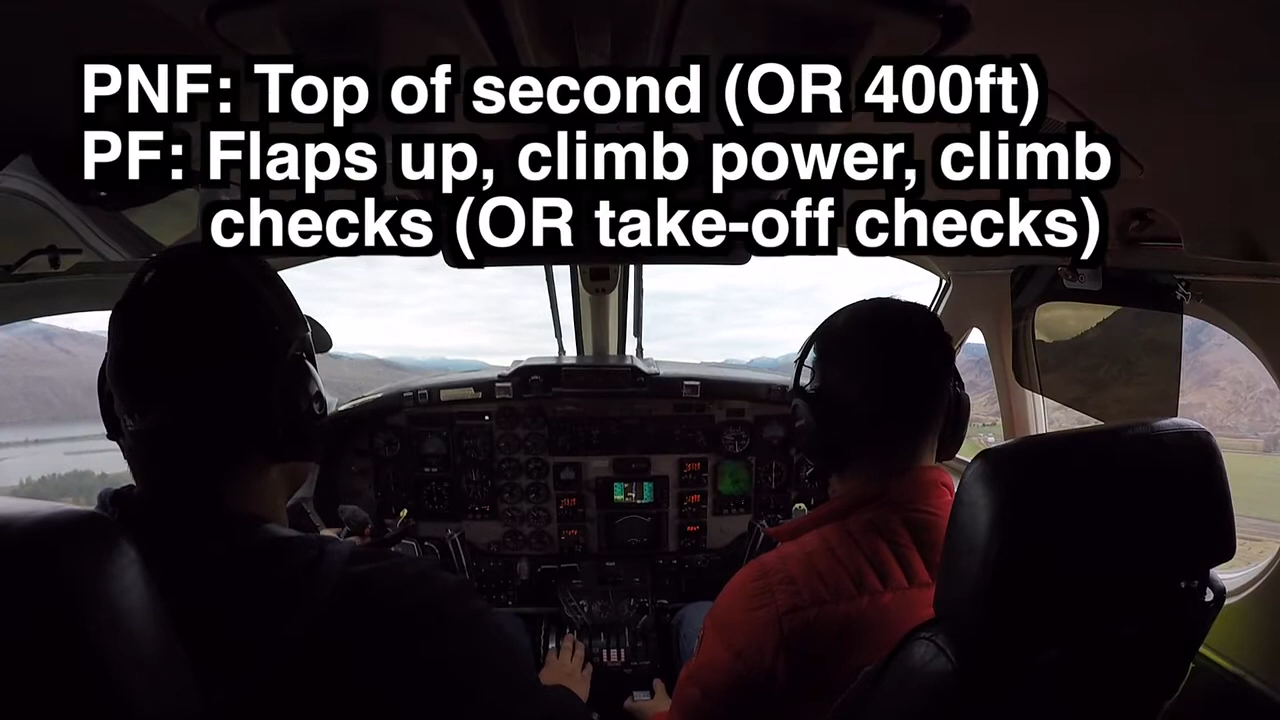 PNF: Top of second (OR 400ft)
PF: Flaps up, climb power, climb
checks (OR take-off checks)